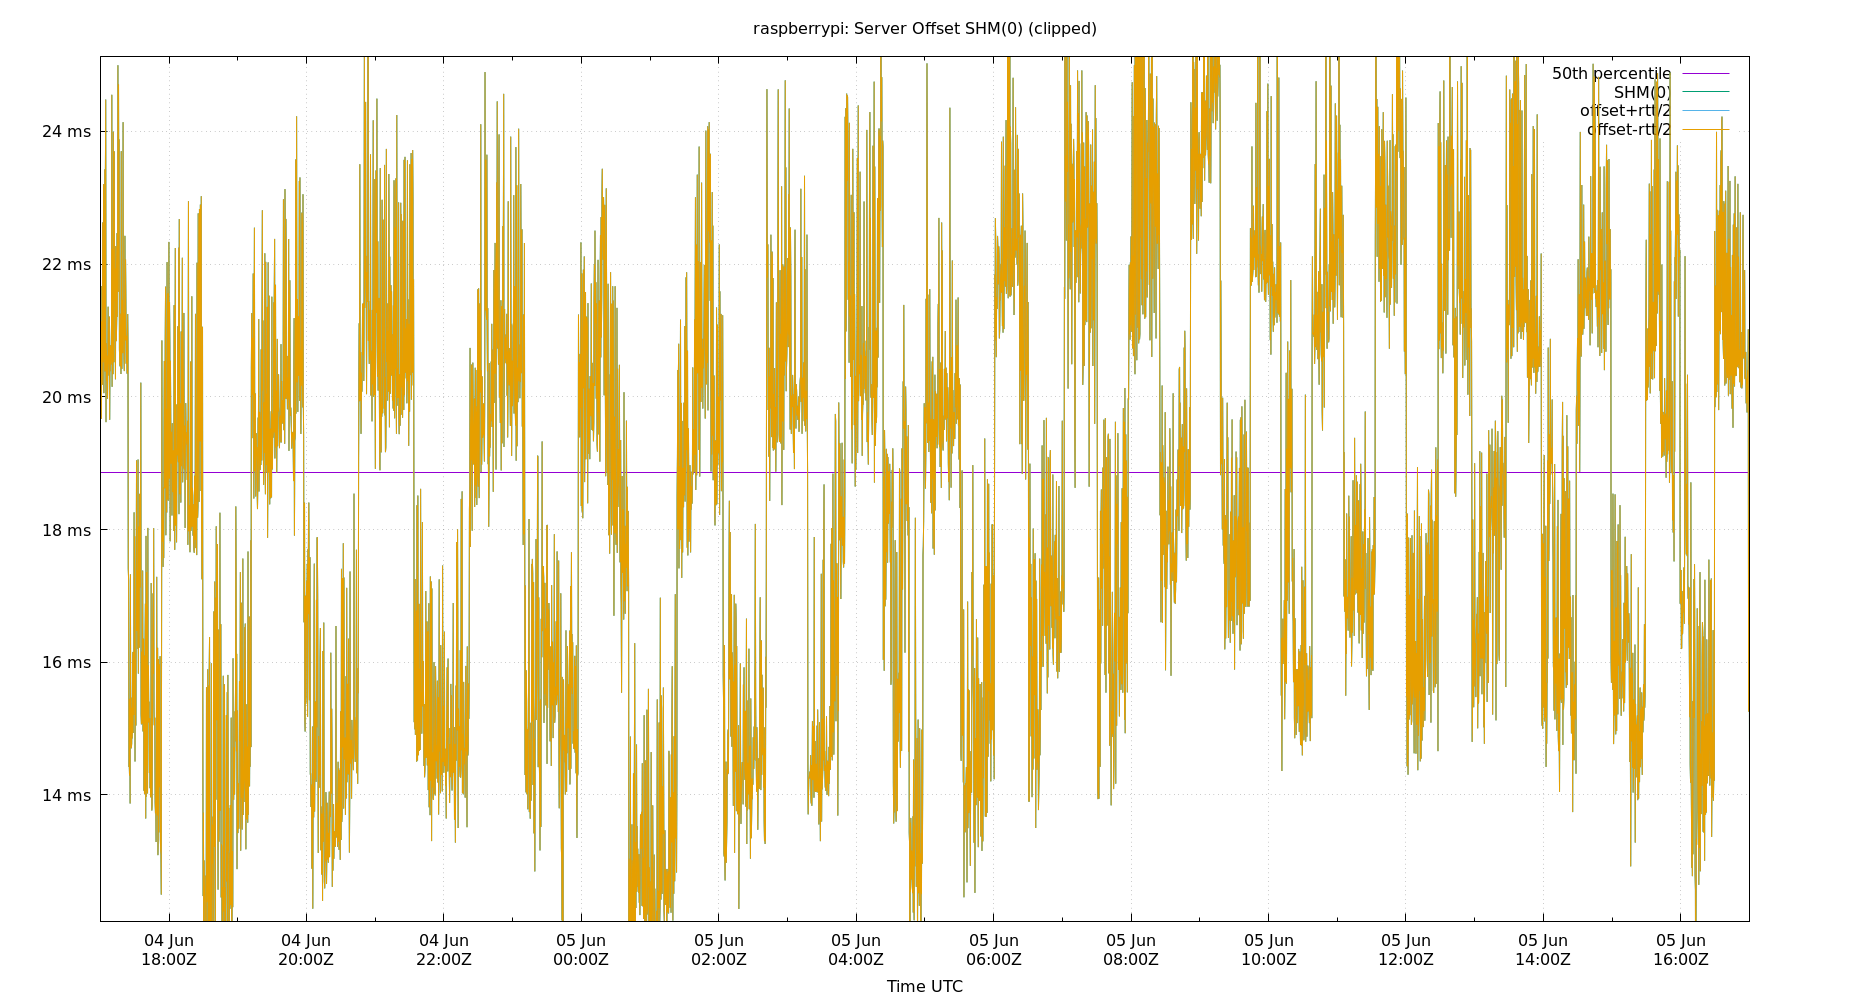 raspberrypi: Server Offset SHM(0) (clipped)
50th percentile
SHM(0)
offset+rtt/2
offset-rtt/2
24 ms
22 ms
20 ms
18 ms
16 ms
14 ms
04 Jun 04 Jun 04 Jun 05 Jun 05 Jun 05 Jun 05 Jun 05 Jun 05 Jun 05 Jun 05 Jun 05 Jun
18:00Z 20:00Z 22:00Z 00:00Z 02:00Z 04:00Z 06:00Z 08:00Z 10:00Z 12:00Z 14:00Z 16:00Z
Time UTC